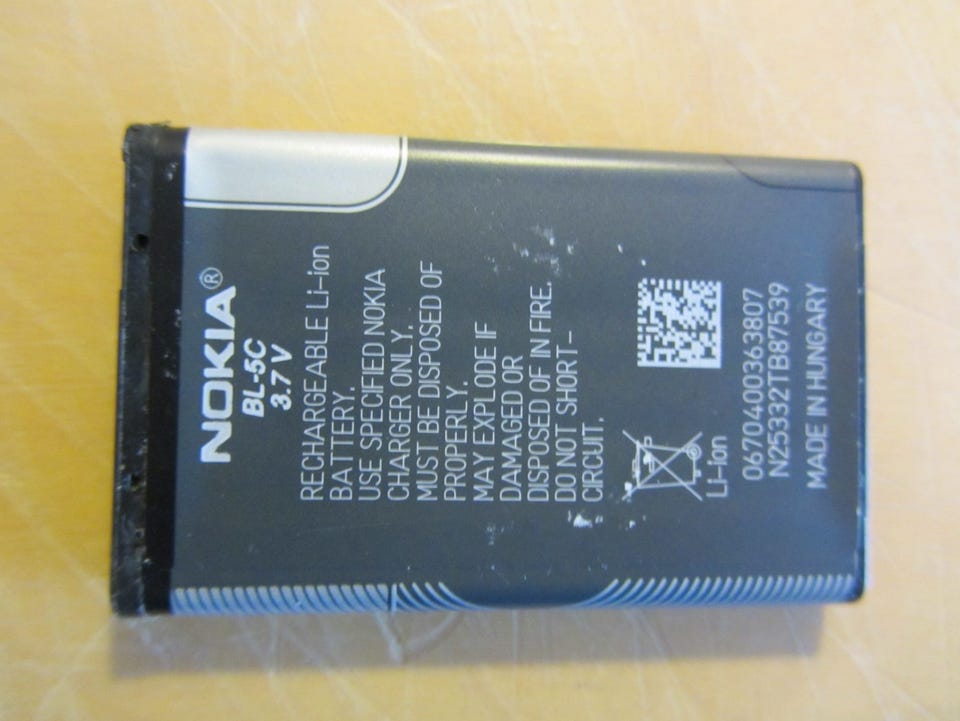 NOKIA®
BL-5C
3.7 V
RECHARGEABLE Li-ion
BATTERY.
USE SPECIFIED NOKIA
CHARGER ONLY.
MUST BE DISPOSED OF
PROPERLY.
MAY EXPLODE IF
DAMAGED OR
DISPOSED OF IN FIRE.
DO NOT SHORT-
CIRCUIT.
Li-ion
0670400363807
N25332TB87539
MADE IN HUNGARY